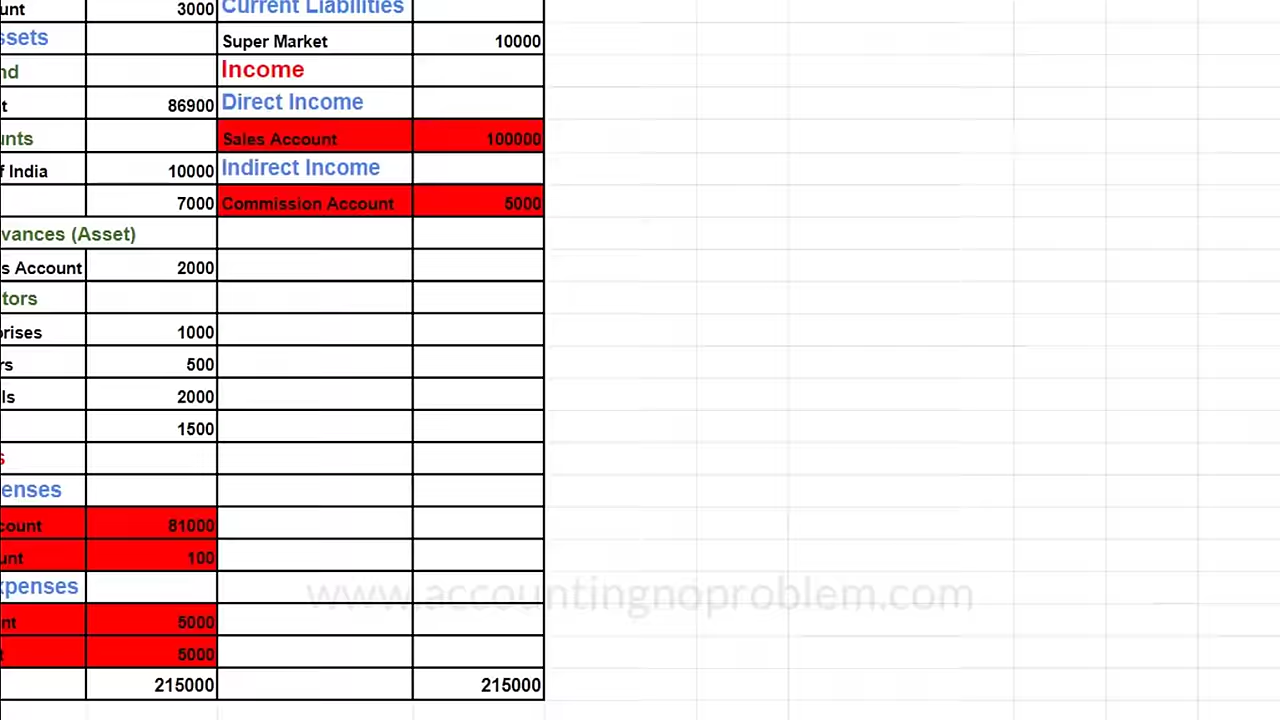 unt 3000 Current Liabilities
ssets Super Market 10000
nd Income
t 86900 Direct Income
unts Sales Account 100000
f India 10000 Indirect Income
7000 Commission Account 5000
vances (Asset)
s Account 2000
tors
prises 1000
rs 500
ls 2000
1500
s
enses
count 81000
unt 100
xpenses
www.accountingnoproblem.com
nt 5000
t 5000
215000 215000